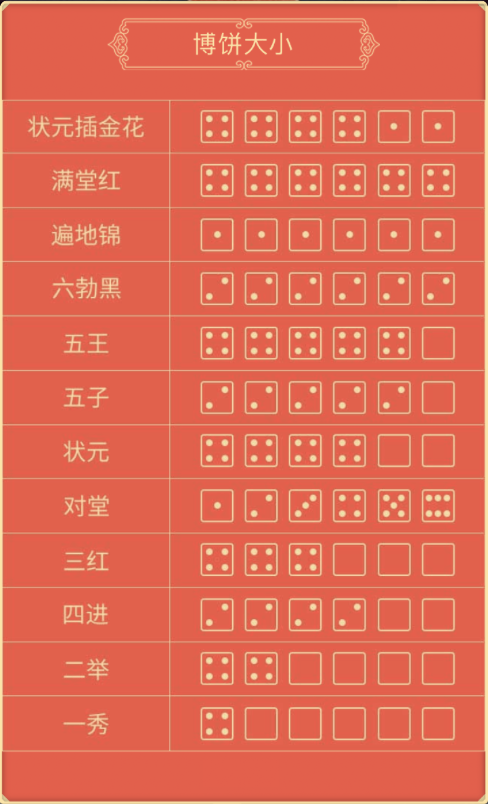 博饼大小
状元插金花
满堂红
遍地锦
六勃黑
五王
五子
状元
对堂
三红
四进
二举
一秀